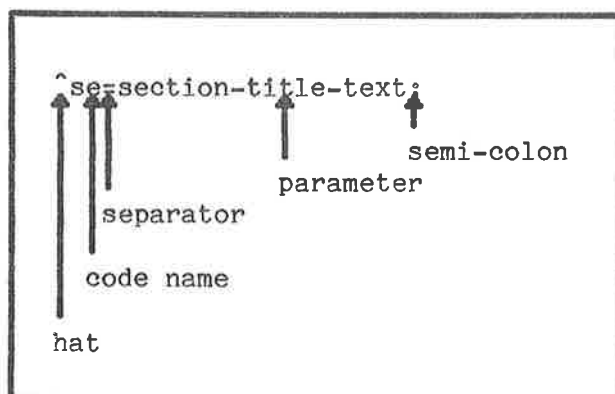 ^se=section-title-text;
semi-colon
parameter
separator
code name
hat